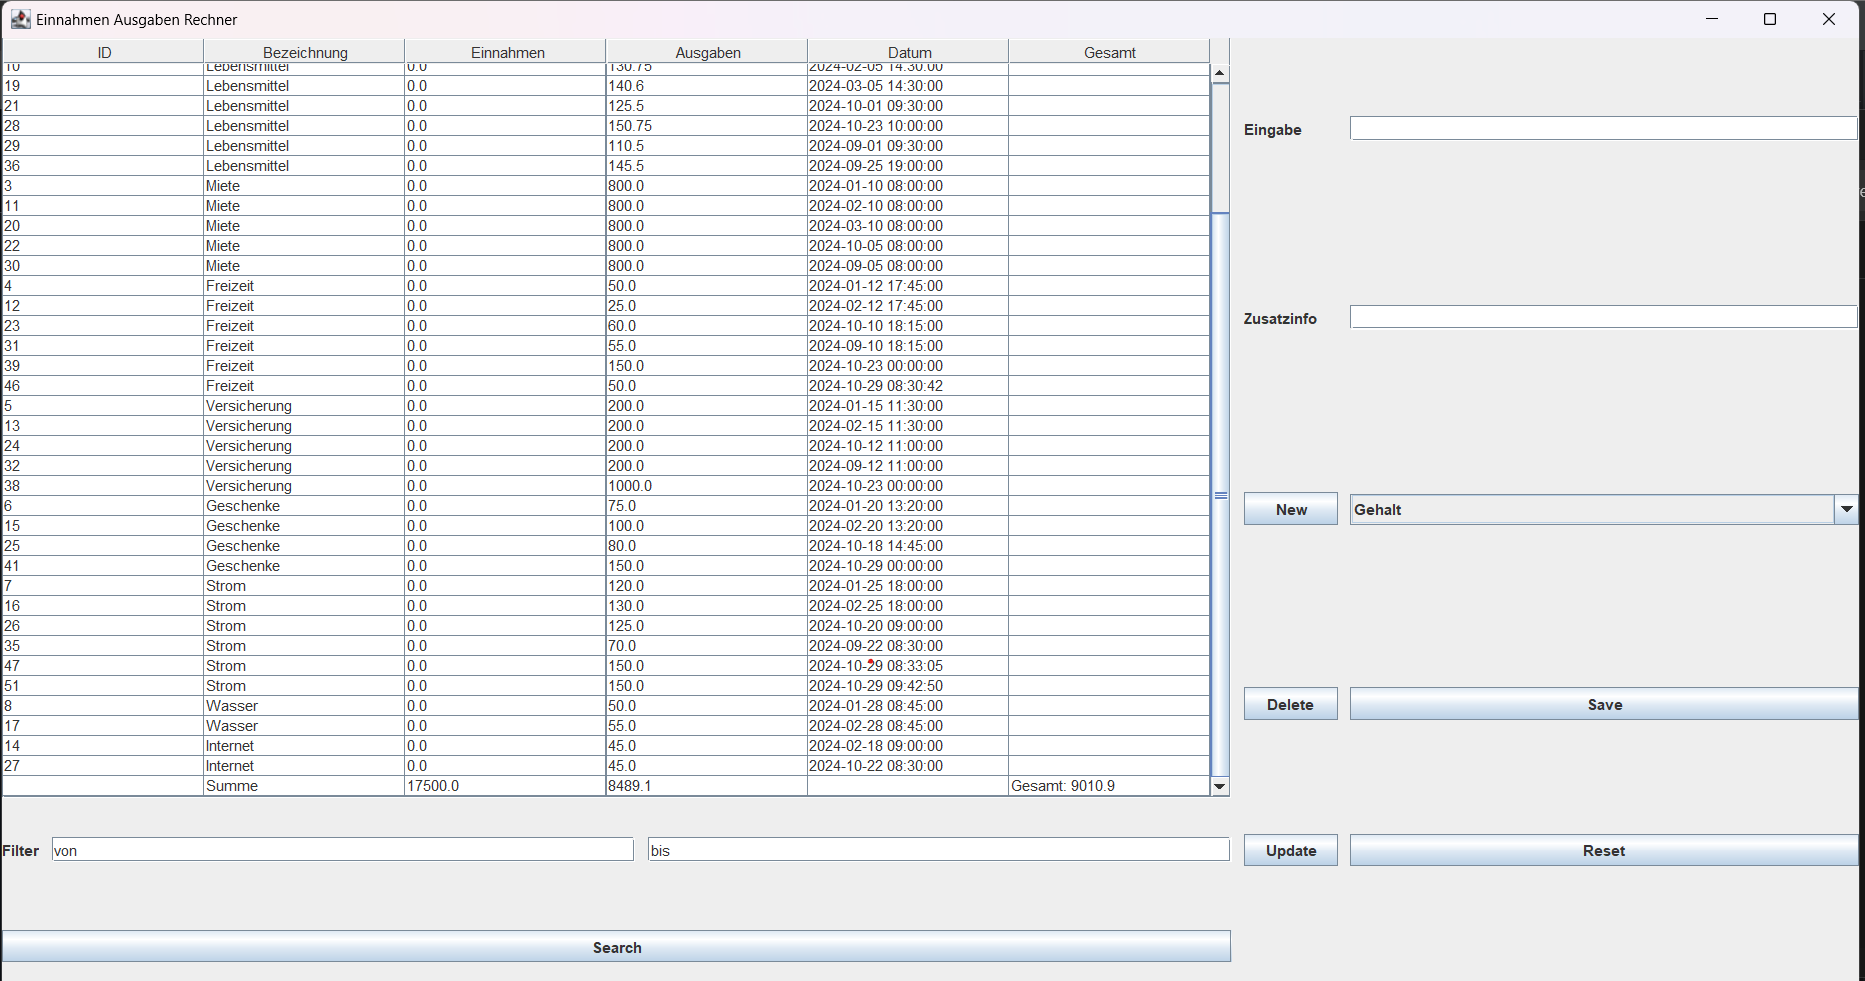 Einnahmen Ausgaben Rechner
ID Bezeichnung Einnahmen Ausgaben Datum Gesamt
10 Lebensmittel 0.0 130.75 2024-02-05 14:30:00
19 Lebensmittel 0.0 140.6 2024-03-05 14:30:00
21 Lebensmittel 0.0 125.5 2024-10-01 09:30:00
28 Lebensmittel 0.0 150.75 2024-10-23 10:00:00
29 Lebensmittel 0.0 110.5 2024-09-01 09:30:00
36 Lebensmittel 0.0 145.5 2024-09-25 19:00:00
3 Miete 0.0 800.0 2024-01-10 08:00:00
11 Miete 0.0 800.0 2024-02-10 08:00:00
20 Miete 0.0 800.0 2024-03-10 08:00:00
22 Miete 0.0 800.0 2024-10-05 08:00:00
30 Miete 0.0 800.0 2024-09-05 08:00:00
4 Freizeit 0.0 50.0 2024-01-12 17:45:00
12 Freizeit 0.0 25.0 2024-02-12 17:45:00
23 Freizeit 0.0 60.0 2024-10-10 18:15:00
31 Freizeit 0.0 55.0 2024-09-10 18:15:00
39 Freizeit 0.0 150.0 2024-10-23 00:00:00
46 Freizeit 0.0 50.0 2024-10-29 08:30:42
5 Versicherung 0.0 200.0 2024-01-15 11:30:00
13 Versicherung 0.0 200.0 2024-02-15 11:30:00
24 Versicherung 0.0 200.0 2024-10-12 11:00:00
32 Versicherung 0.0 200.0 2024-09-12 11:00:00
38 Versicherung 0.0 1000.0 2024-10-23 00:00:00
6 Geschenke 0.0 75.0 2024-01-20 13:20:00
15 Geschenke 0.0 100.0 2024-02-20 13:20:00
25 Geschenke 0.0 80.0 2024-10-18 14:45:00
41 Geschenke 0.0 150.0 2024-10-29 00:00:00
7 Strom 0.0 120.0 2024-01-25 18:00:00
16 Strom 0.0 130.0 2024-02-25 18:00:00
26 Strom 0.0 125.0 2024-10-20 09:00:00
35 Strom 0.0 70.0 2024-09-22 08:30:00
47 Strom 0.0 150.0 2024-10-29 08:33:05
51 Strom 0.0 150.0 2024-10-29 09:42:50
8 Wasser 0.0 50.0 2024-01-28 08:45:00
17 Wasser 0.0 55.0 2024-02-28 08:45:00
14 Internet 0.0 45.0 2024-02-18 09:00:00
27 Internet 0.0 45.0 2024-10-22 08:30:00
Summe 17500.0 8489.1 Gesamt: 9010.9
Filter von bis
Search
Eingabe
Zusatzinfo
New Gehalt
Delete Save
Update Reset